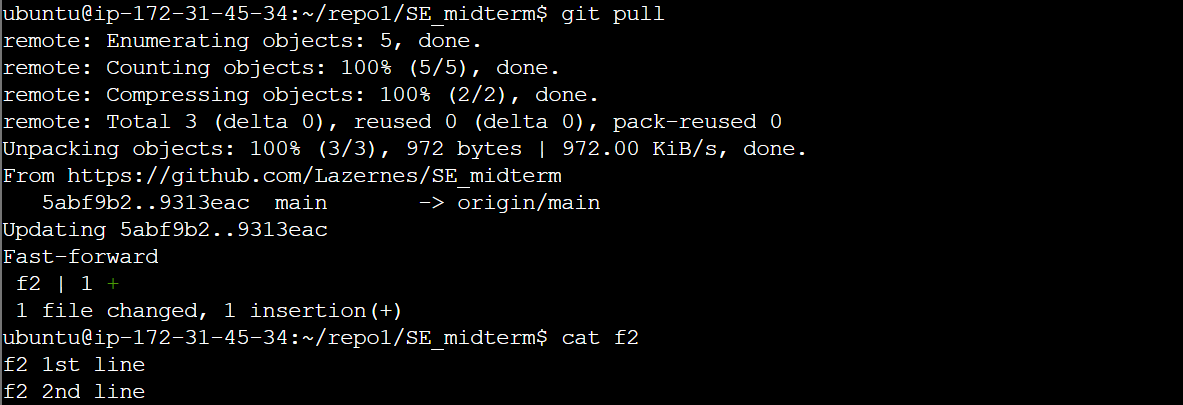 ubuntu@ip-172-31-45-34:~/repo1/SE_midterm$ git pull
remote: Enumerating objects: 5, done.
remote: Counting objects: 100% (5/5), done.
remote: Compressing objects: 100% (2/2), done.
remote: Total 3 (delta 0), reused 0 (delta 0), pack-reused 0
Unpacking objects: 100% (3/3), 972 bytes | 972.00 KiB/s, done.
From https://github.com/Lazernes/SE_midterm
   5abf9b2..9313eac  main       -> origin/main
Updating 5abf9b2..9313eac
Fast-forward
 f2 | 1 +
 1 file changed, 1 insertion(+)
ubuntu@ip-172-31-45-34:~/repo1/SE_midterm$ cat f2
f2 1st line
f2 2nd line